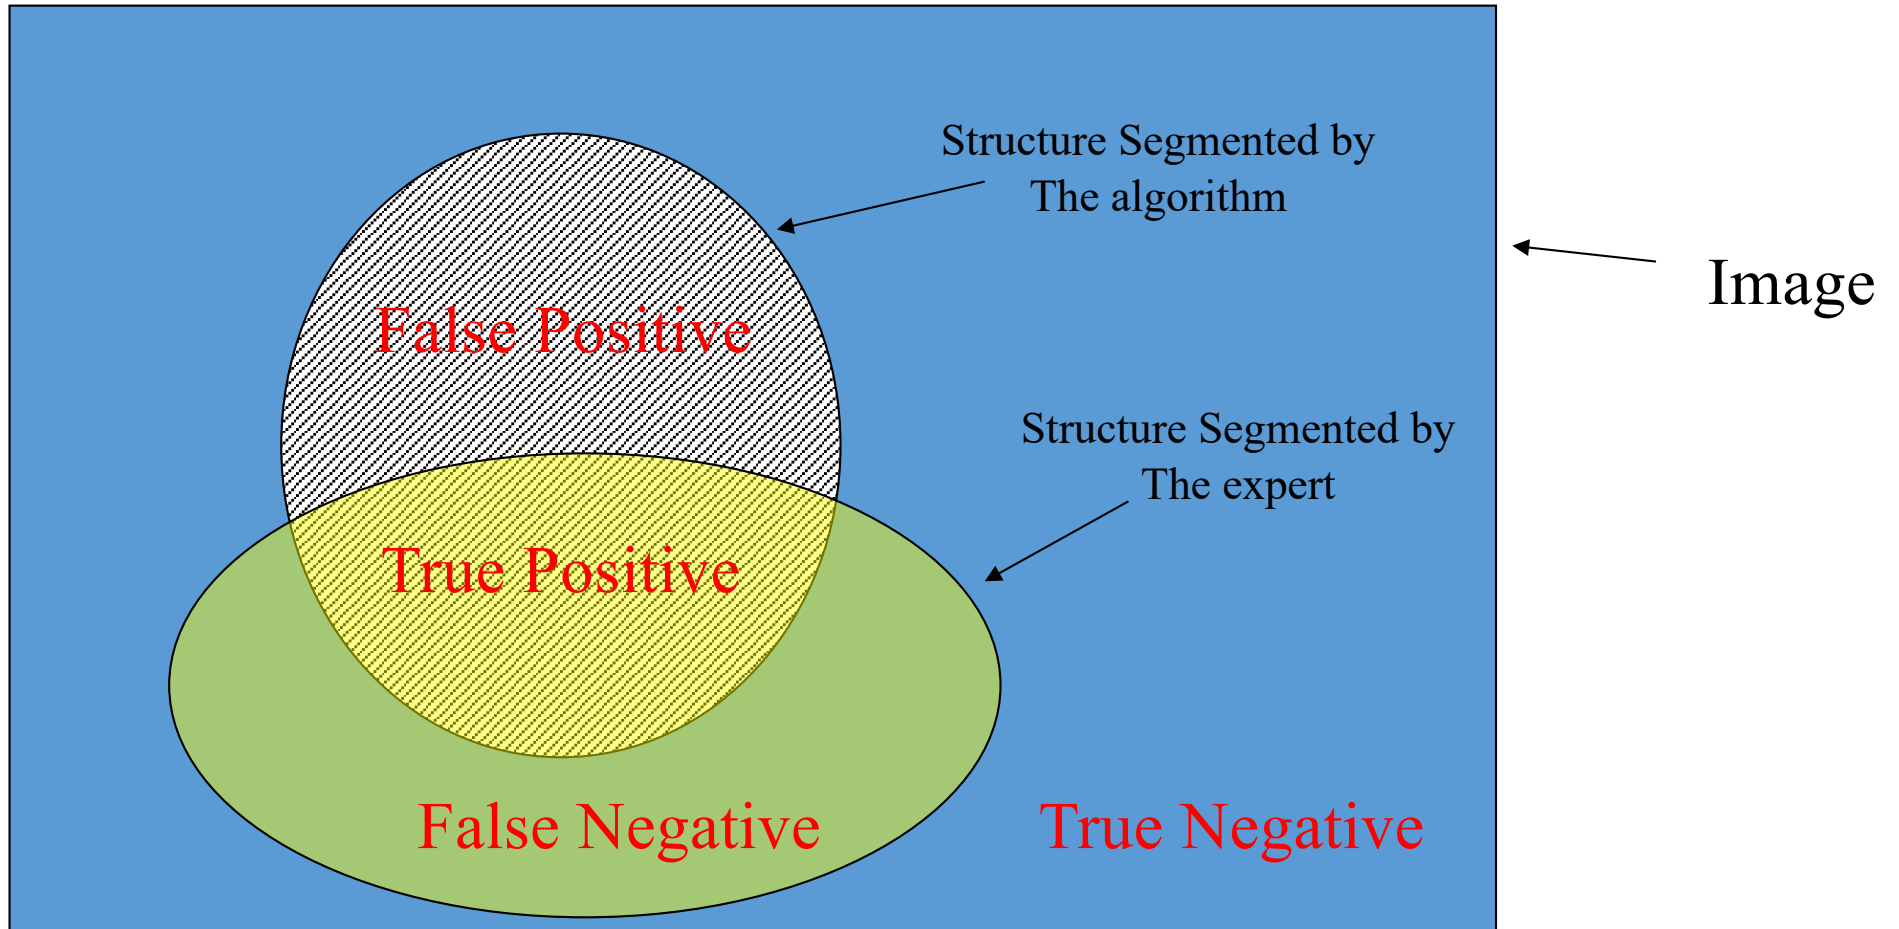 Structure Segmented by
The algorithm
Image
False Positive
Structure Segmented by
The expert
True Positive
False Negative
True Negative